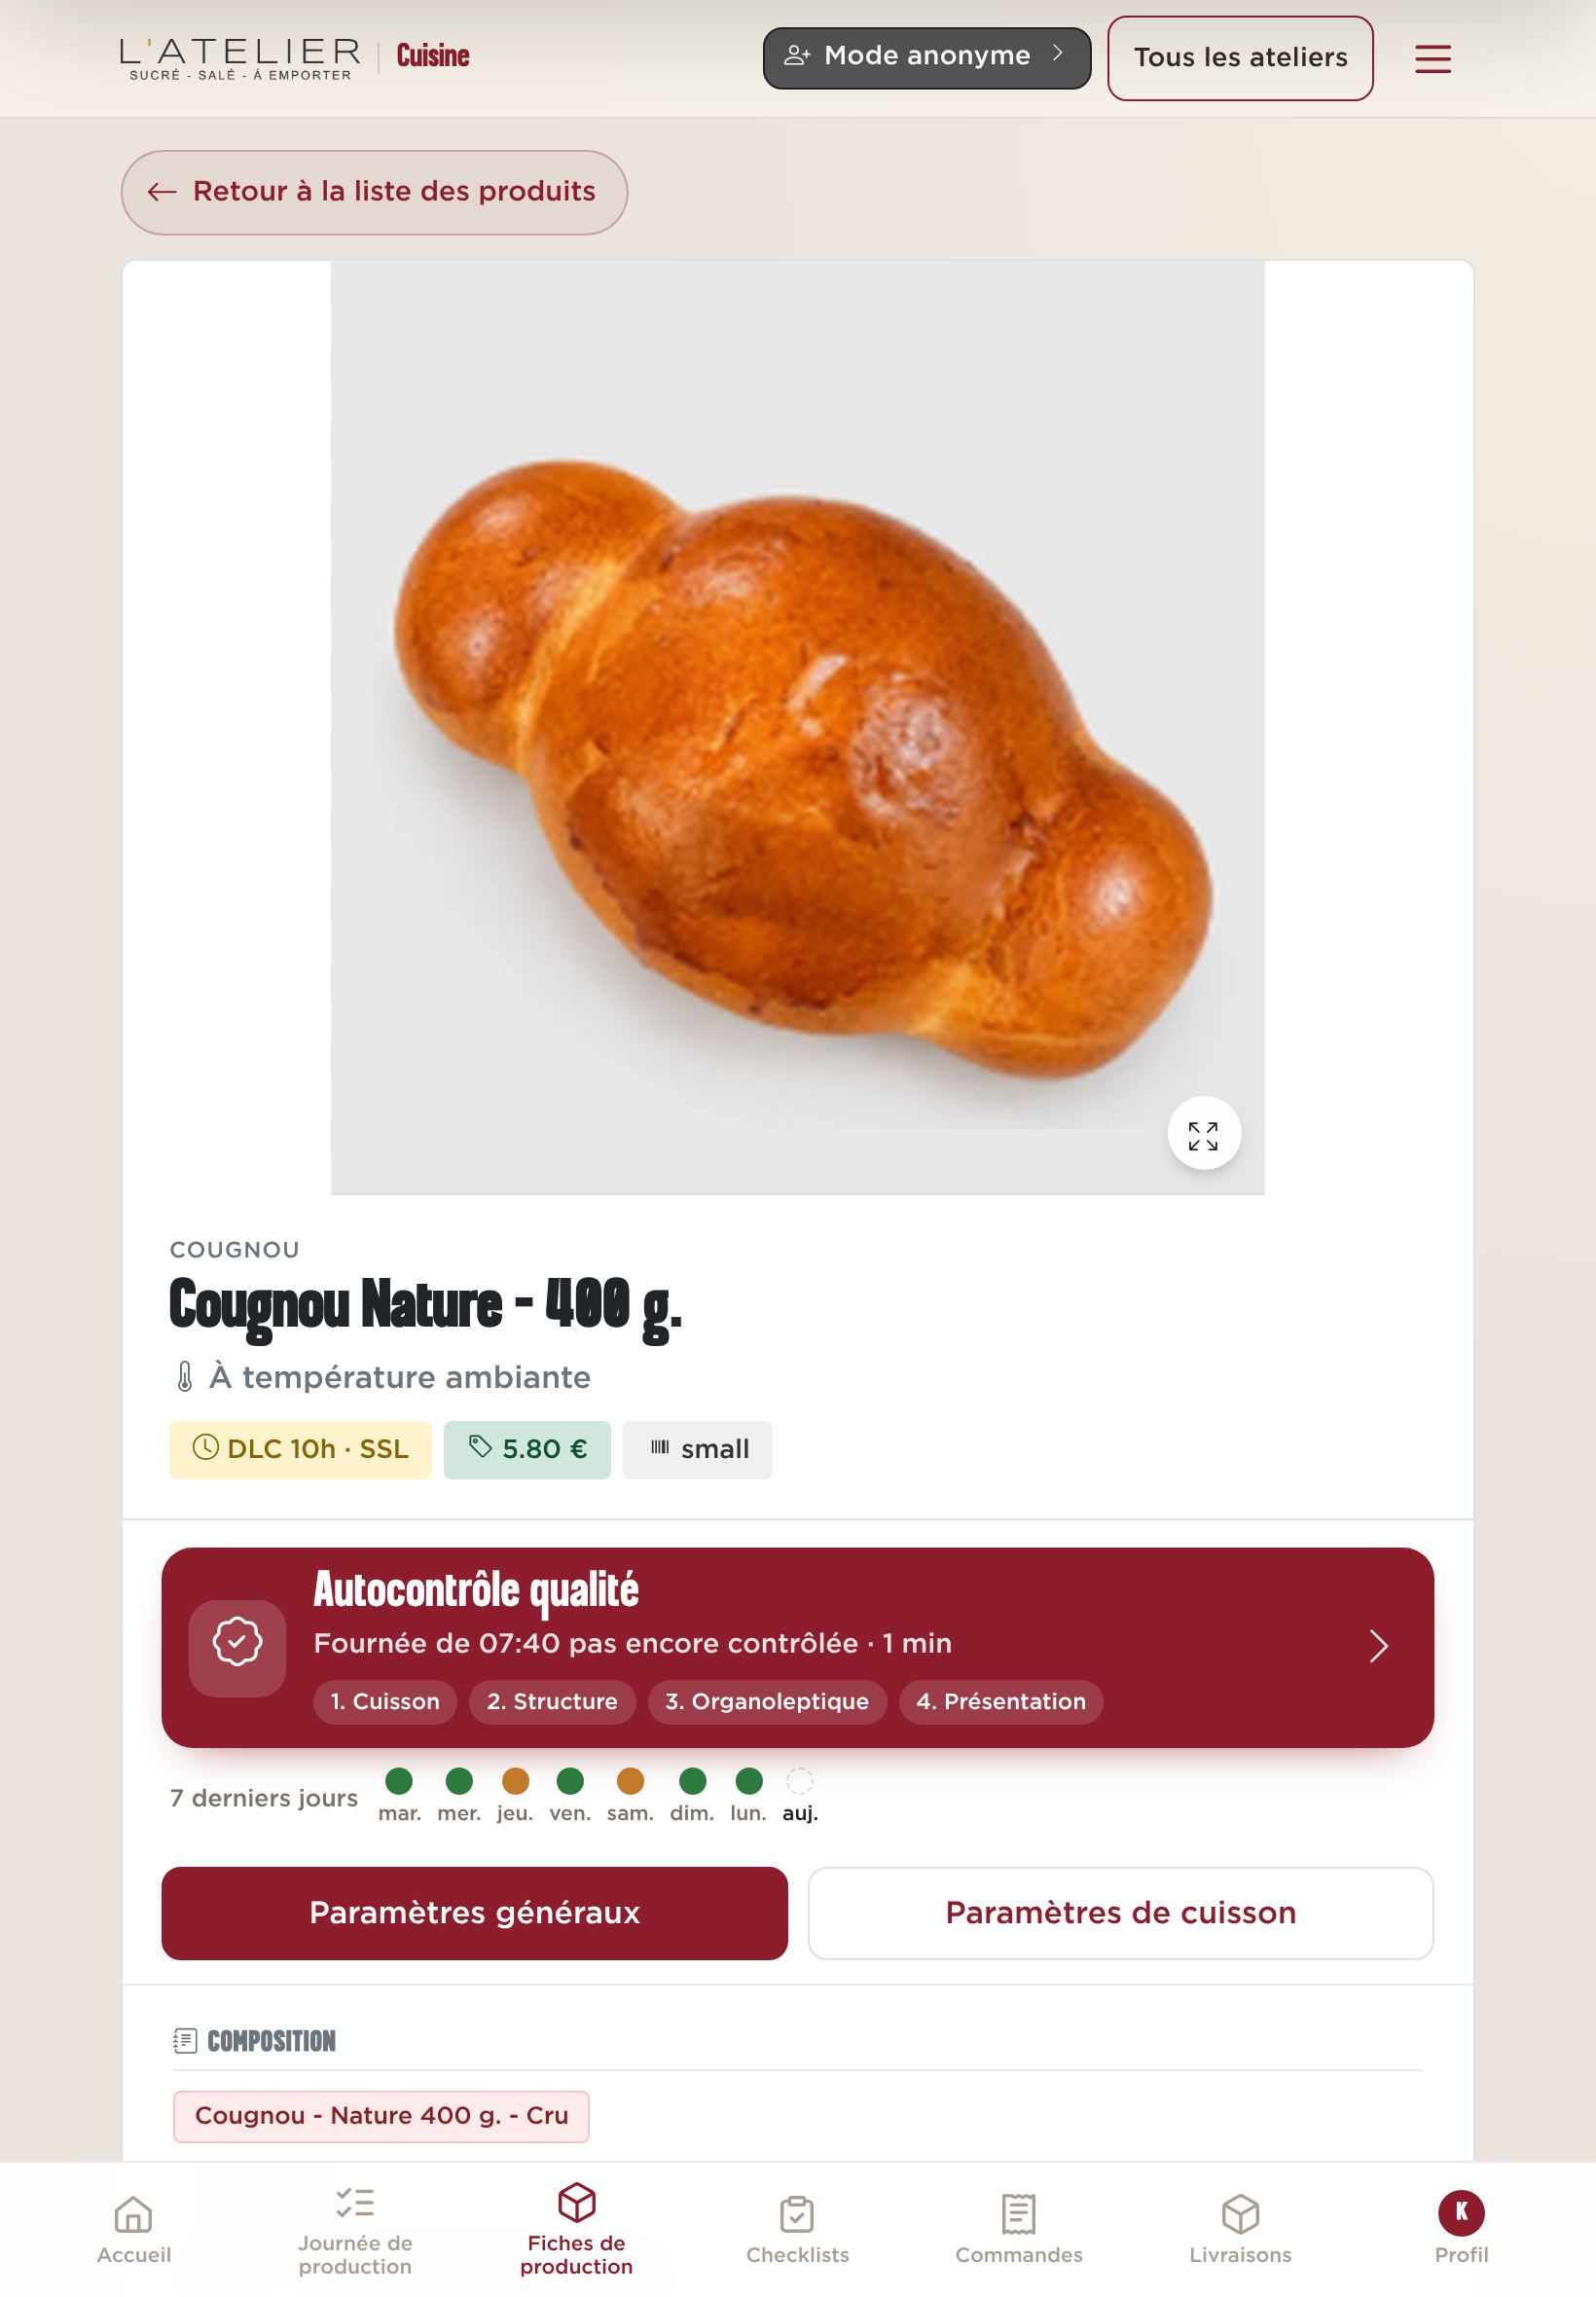 L'ATELIER
SUCRÉ - SALÉ - Á EMPORTER
Cuisine
Mode anonyme
Tous les ateliers
Retour à la liste des produits
COUGNOU
Cougnou Nature - 400 g.
À température ambiante
DLC 10h · SSL
5.80 €
small
Autocontrôle qualité
Fournée de 07:40 pas encore contrôlée · 1 min
1. Cuisson
2. Structure
3. Organoleptique
4. Présentation
7 derniers jours
mar.
mer.
jeu.
ven.
sam.
dim.
lun.
auj.
Paramètres généraux
Paramètres de cuisson
COMPOSITION
Cougnou - Nature 400 g. - Cru
Accueil
Journée de
production
Fiches de
production
Checklists
Commandes
Livraisons
K
Profil